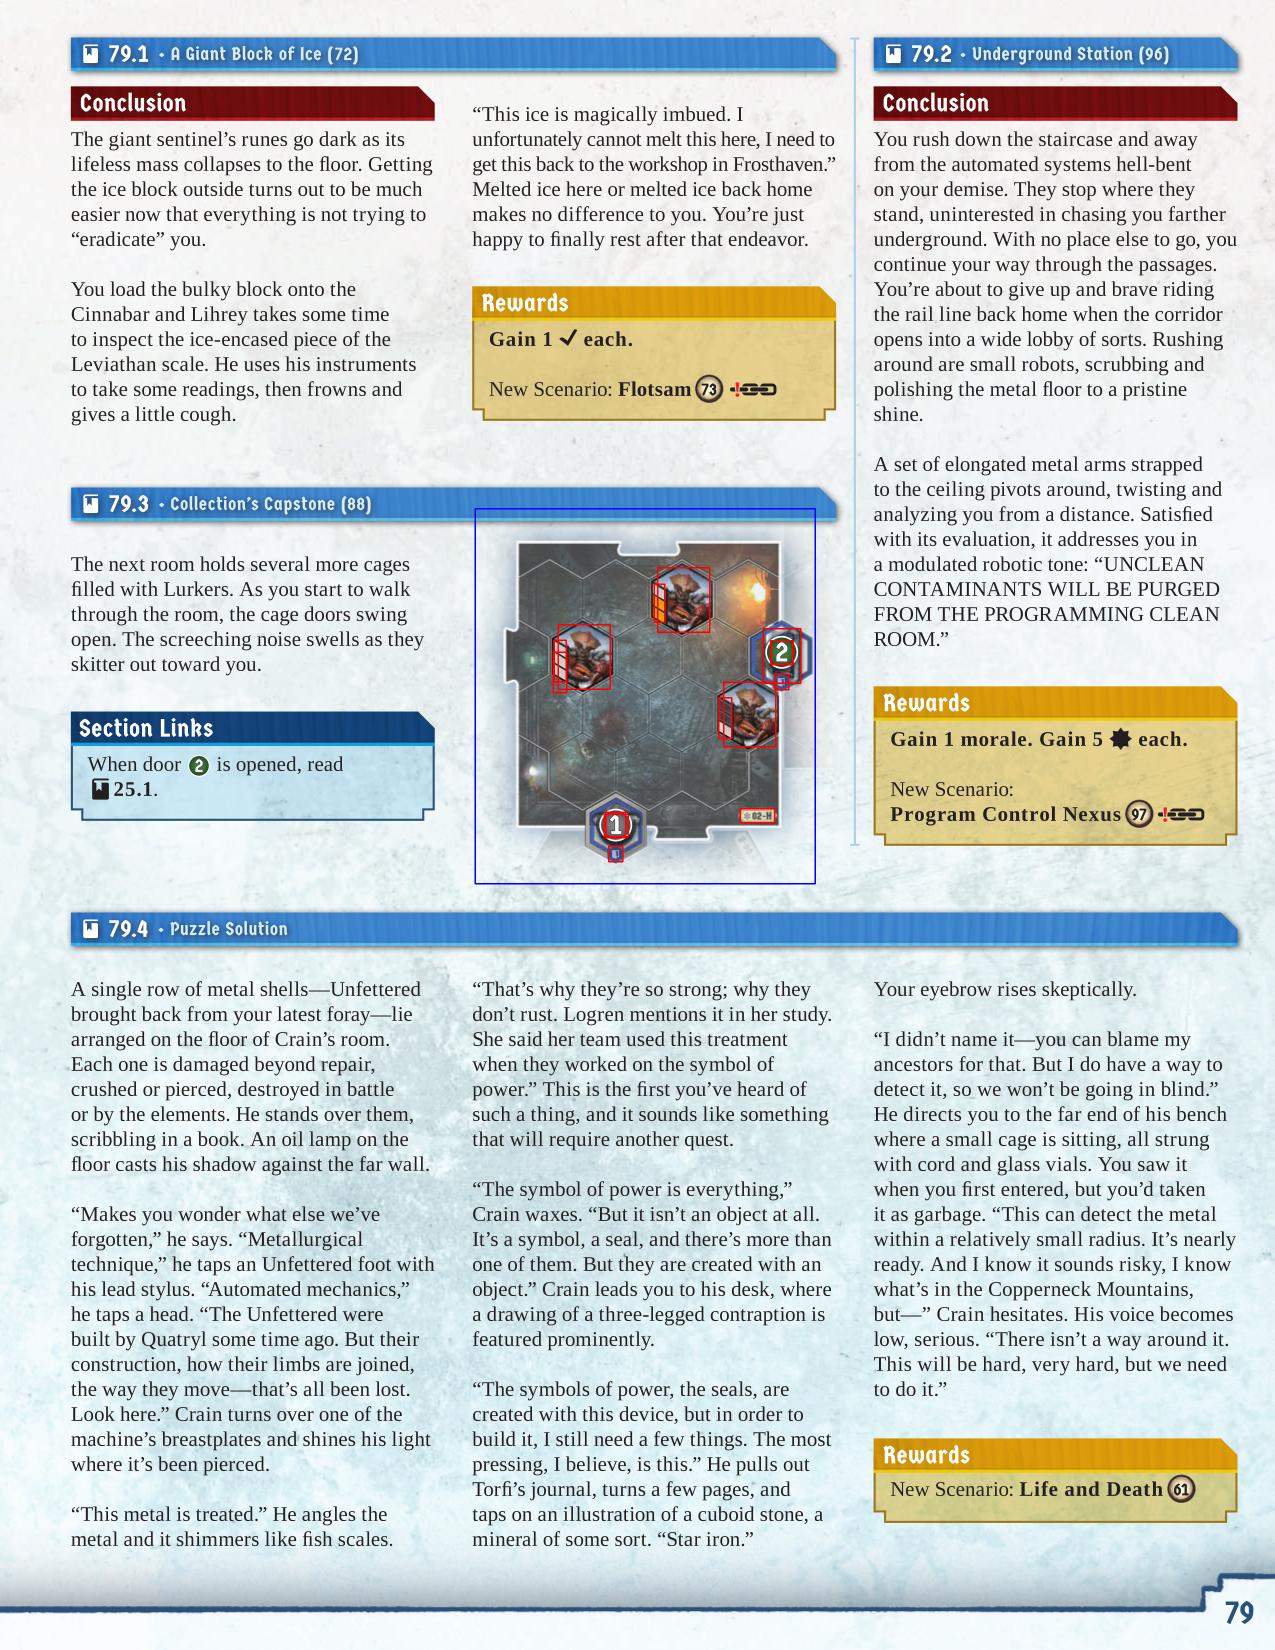 79.1 • A Giant Block of Ice (72)
Conclusion
The giant sentinel’s runes go dark as its
lifeless mass collapses to the floor. Getting
the ice block outside turns out to be much
easier now that everything is not trying to
“eradicate” you.
You load the bulky block onto the
Cinnabar and Lihrey takes some time
to inspect the ice-encased piece of the
Leviathan scale. He uses his instruments
to take some readings, then frowns and
gives a little cough.
“This ice is magically imbued. I
unfortunately cannot melt this here, I need to
get this back to the workshop in Frosthaven.”
Melted ice here or melted ice back home
makes no difference to you. You’re just
happy to finally rest after that endeavor.
Rewards
Gain 1 each.
New Scenario: Flotsam 73
79.2 • Underground Station (96)
Conclusion
You rush down the staircase and away
from the automated systems hell-bent
on your demise. They stop where they
stand, uninterested in chasing you farther
underground. With no place else to go, you
continue your way through the passages.
You’re about to give up and brave riding
the rail line back home when the corridor
opens into a wide lobby of sorts. Rushing
around are small robots, scrubbing and
polishing the metal floor to a pristine
shine.
A set of elongated metal arms strapped
to the ceiling pivots around, twisting and
analyzing you from a distance. Satisfied
with its evaluation, it addresses you in
a modulated robotic tone: “UNCLEAN
CONTAMINANTS WILL BE PURGED
FROM THE PROGRAMMING CLEAN
ROOM.”
Rewards
Gain 1 morale. Gain 5 each.
New Scenario:
Program Control Nexus 97
79.3 • Collection’s Capstone (88)
The next room holds several more cages
filled with Lurkers. As you start to walk
through the room, the cage doors swing
open. The screeching noise swells as they
skitter out toward you.
Section Links
When door 2 is opened, read
25.1.
2
1
02-H
79.4 • Puzzle Solution
A single row of metal shells—Unfettered
brought back from your latest foray—lie
arranged on the floor of Crain’s room.
Each one is damaged beyond repair,
crushed or pierced, destroyed in battle
or by the elements. He stands over them,
scribbling in a book. An oil lamp on the
floor casts his shadow against the far wall.
“Makes you wonder what else we’ve
forgotten,” he says. “Metallurgical
technique,” he taps an Unfettered foot with
his lead stylus. “Automated mechanics,”
he taps a head. “The Unfettered were
built by Quatryl some time ago. But their
construction, how their limbs are joined,
the way they move—that’s all been lost.
Look here.” Crain turns over one of the
machine’s breastplates and shines his light
where it’s been pierced.
“This metal is treated.” He angles the
metal and it shimmers like fish scales.
“That’s why they’re so strong; why they
don’t rust. Logren mentions it in her study.
She said her team used this treatment
when they worked on the symbol of
power.” This is the first you’ve heard of
such a thing, and it sounds like something
that will require another quest.
“The symbol of power is everything,”
Crain waxes. “But it isn’t an object at all.
It’s a symbol, a seal, and there’s more than
one of them. But they are created with an
object.” Crain leads you to his desk, where
a drawing of a three-legged contraption is
featured prominently.
“The symbols of power, the seals, are
created with this device, but in order to
build it, I still need a few things. The most
pressing, I believe, is this.” He pulls out
Torfi’s journal, turns a few pages, and
taps on an illustration of a cuboid stone, a
mineral of some sort. “Star iron.”
Your eyebrow rises skeptically.
“I didn’t name it—you can blame my
ancestors for that. But I do have a way to
detect it, so we won’t be going in blind.”
He directs you to the far end of his bench
where a small cage is sitting, all strung
with cord and glass vials. You saw it
when you first entered, but you’d taken
it as garbage. “This can detect the metal
within a relatively small radius. It’s nearly
ready. And I know it sounds risky, I know
what’s in the Copperneck Mountains,
but—” Crain hesitates. His voice becomes
low, serious. “There isn’t a way around it.
This will be hard, very hard, but we need
to do it.”
Rewards
New Scenario: Life and Death 61
79